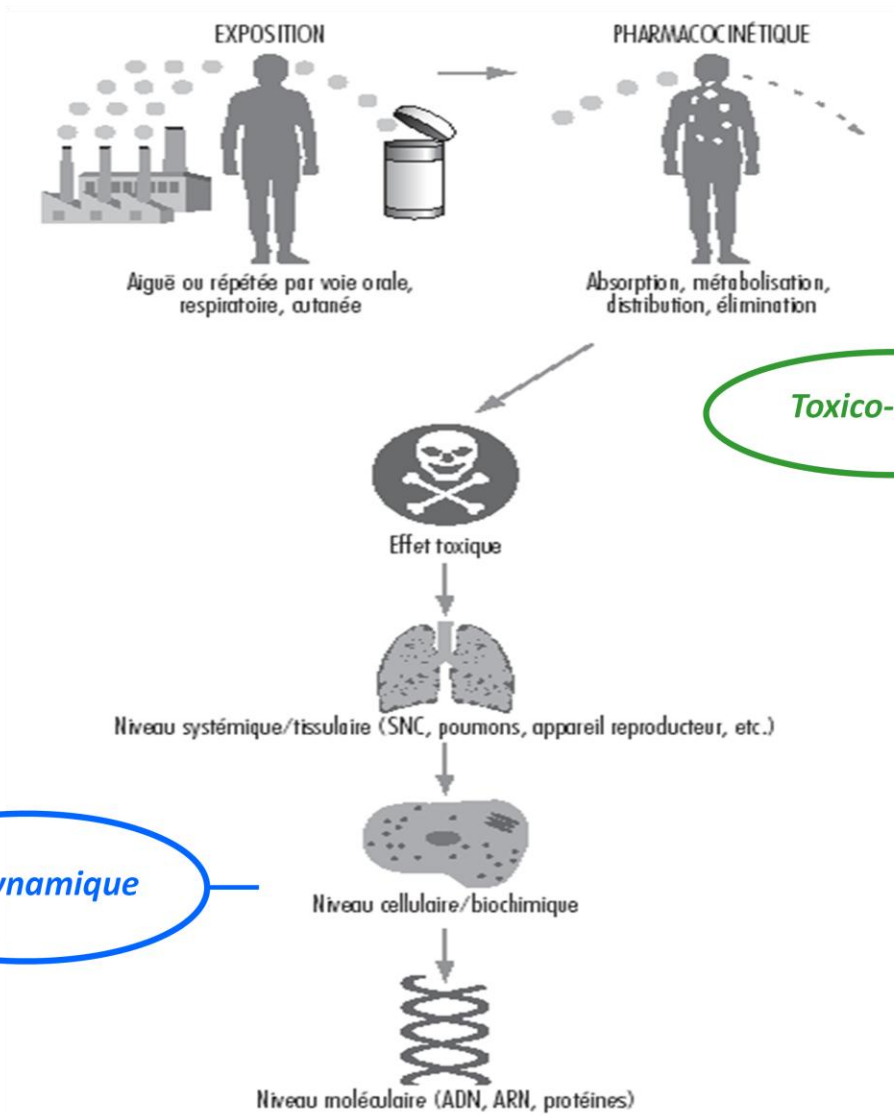 EXPOSITION
PHARMACOCINÉTIQUE
Aiguë ou répétée par voie orale,
respiratoire, cutanée
Absorption, métabolisation,
distribution, élimination
Toxico-
Effet toxique
Niveau systémique/tissulaire (SNC, poumons, appareil reproducteur, etc.)
ynamique
Niveau cellulaire/biochimique
Niveau moléculaire (ADN, ARN, protéines)